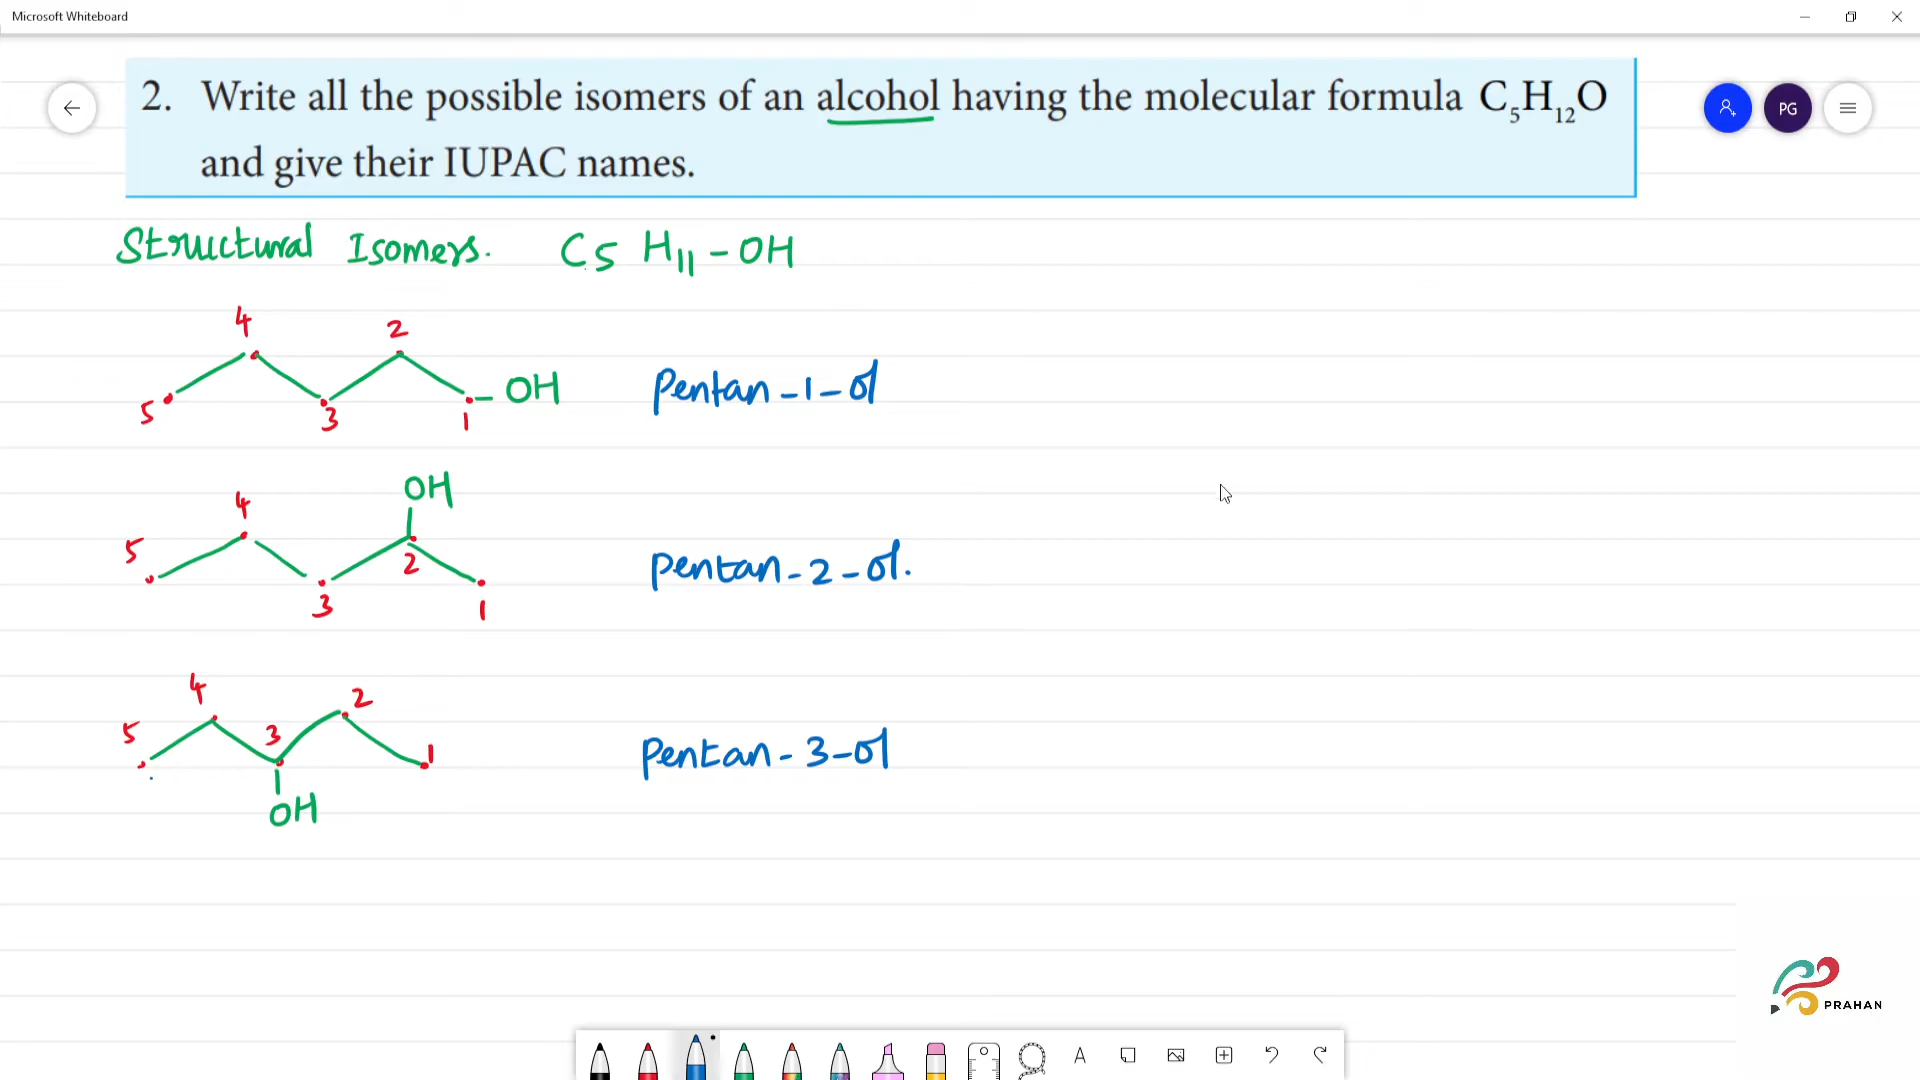 Microsoft Whiteboard
2. Write all the possible isomers of an alcohol having the molecular formula C₅H₁₂O
and give their IUPAC names.
PG
Structural Isomers. C5 H11 - OH
4 2
5 3 1 - OH Pentan - 1 - ol
OH
4
5 2 Pentan - 2 - ol.
3 1
4 2
5 3 1 Pentan - 3 - ol
OH
PRAHAN
A